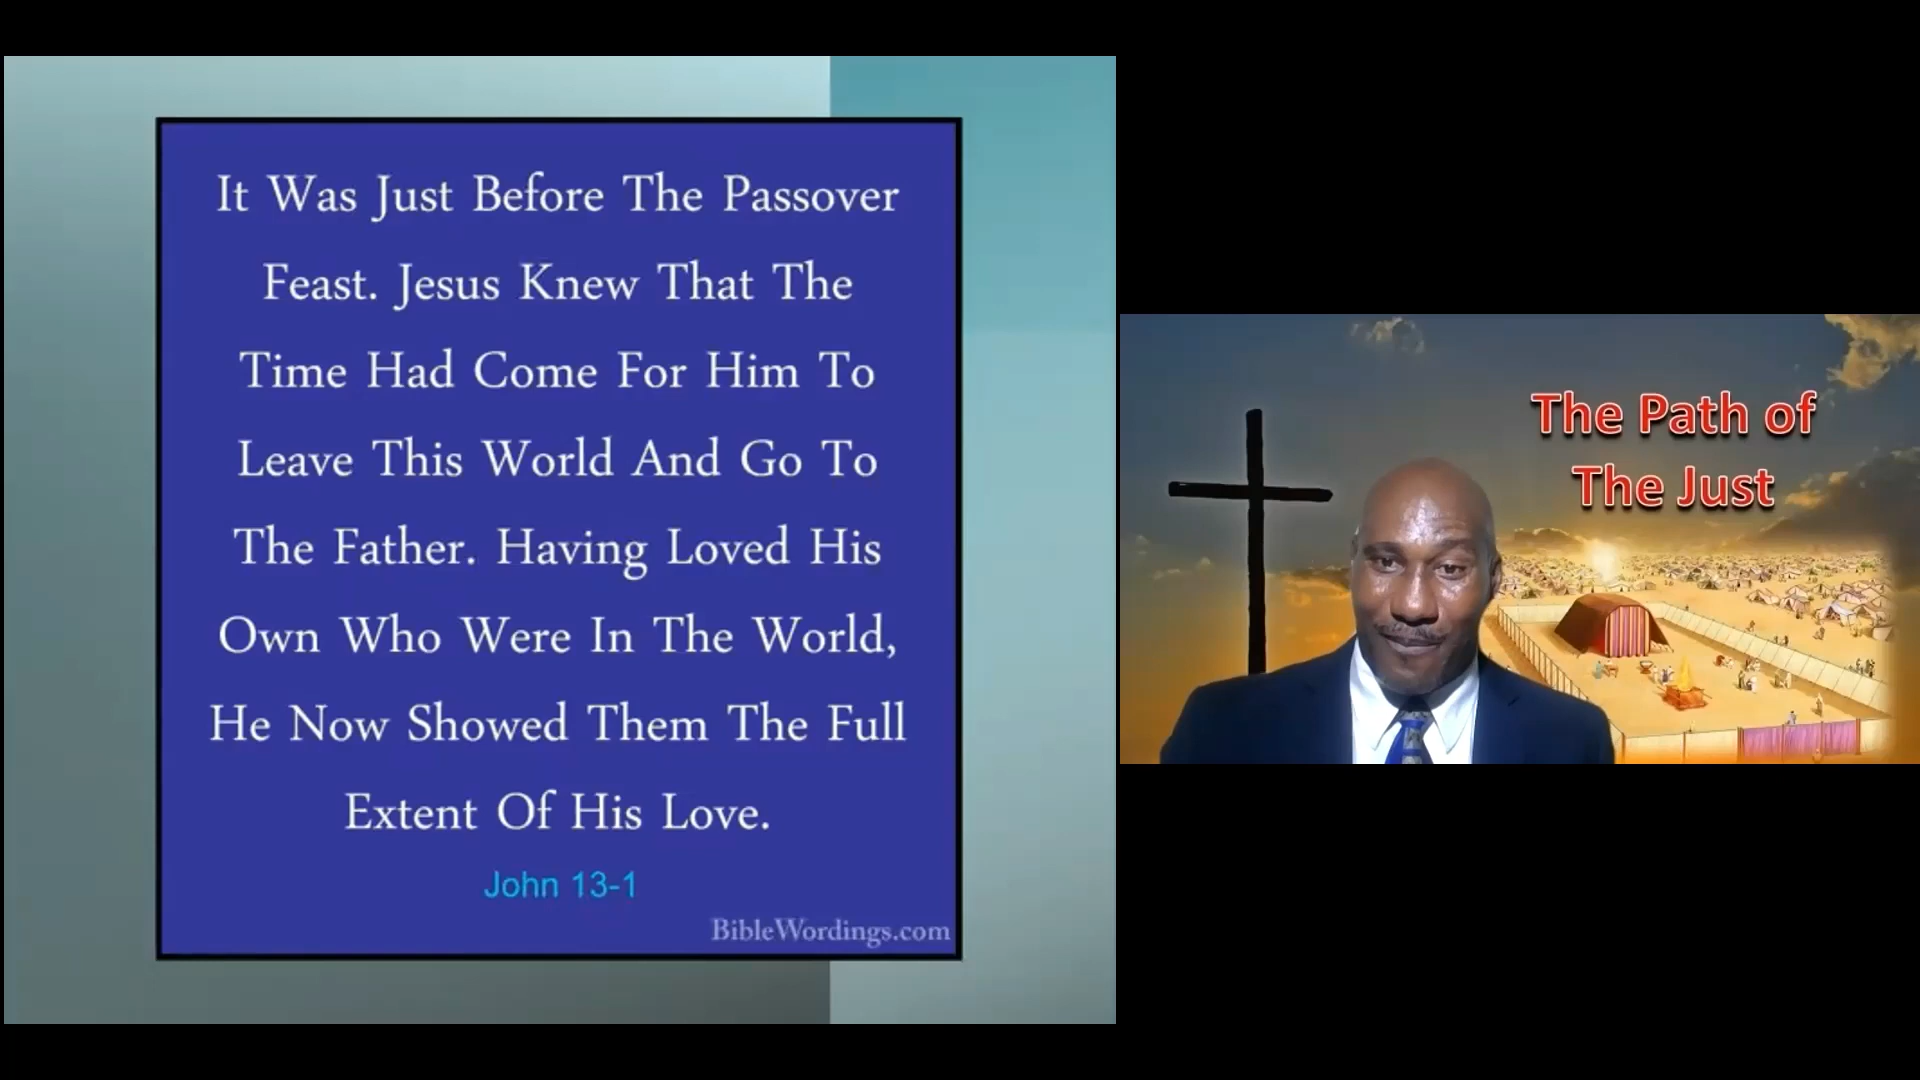 It Was Just Before The Passover
Feast. Jesus Knew That The
Time Had Come For Him To
Leave This World And Go To
The Father. Having Loved His
Own Who Were In The World,
He Now Showed Them The Full
Extent Of His Love.
John 13-1
BibleWordings.com
The Path of
The Just